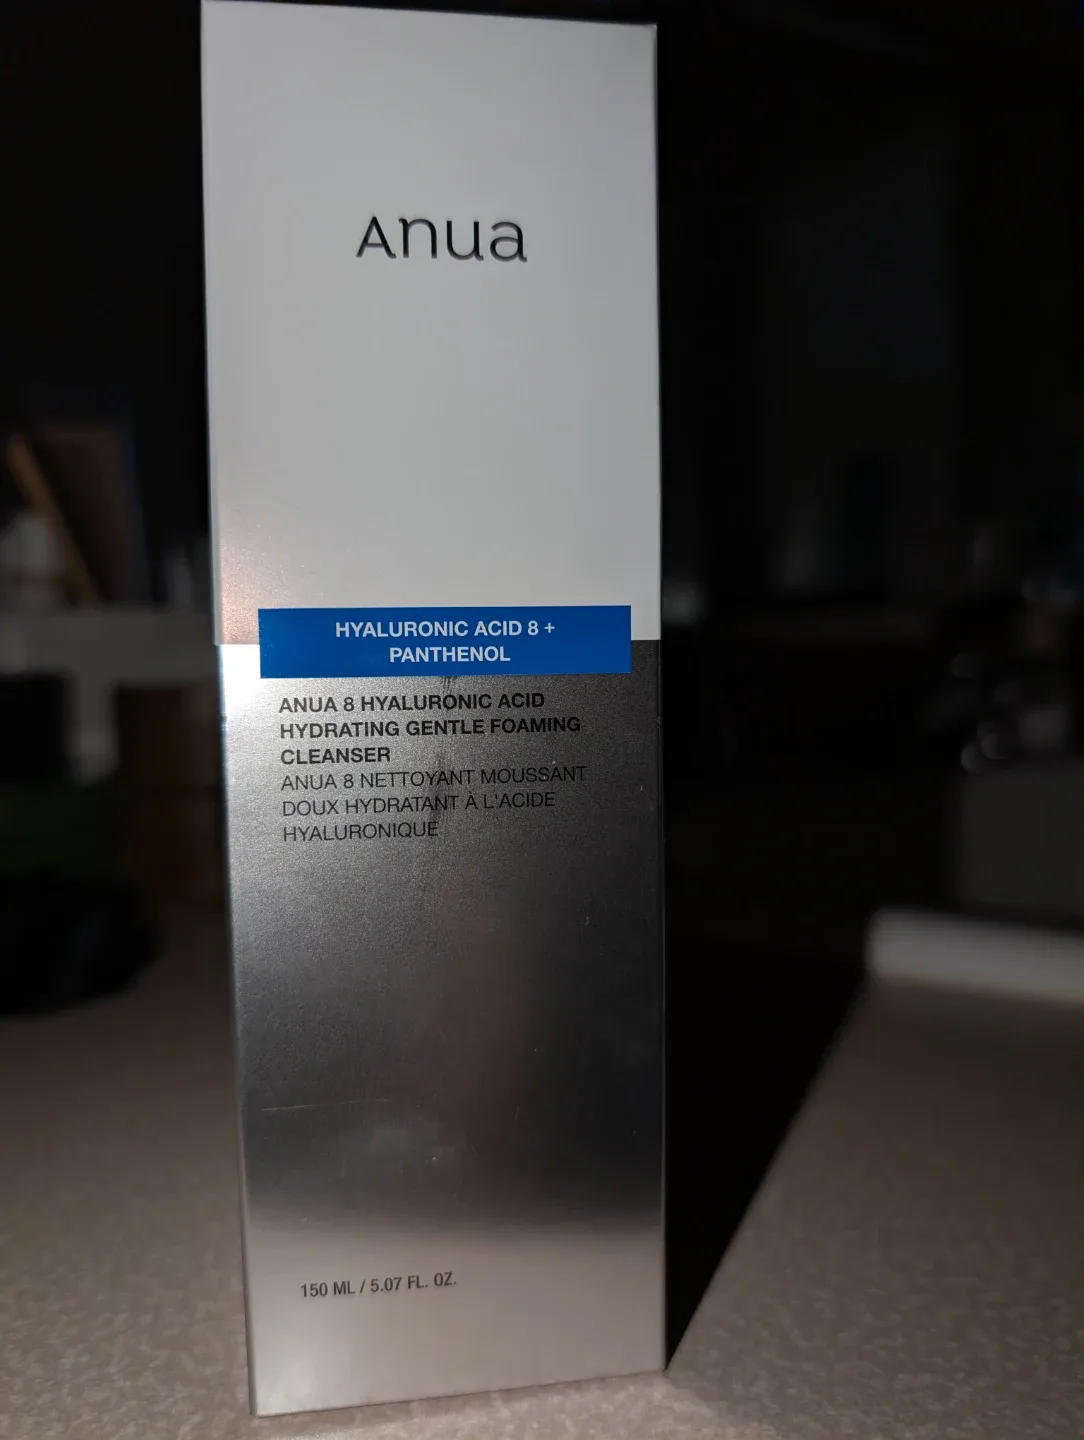 Anua
HYALURONIC ACID 8 +
PANTHENOL
ANUA 8 HYALURONIC ACID
HYDRATING GENTLE FOAMING
CLEANSER
ANUA 8 NETTOYANT MOUSSANT
DOUX HYDRATANT À L'ACIDE
HYALURONIQUE
150 ML / 5.07 FL. OZ.